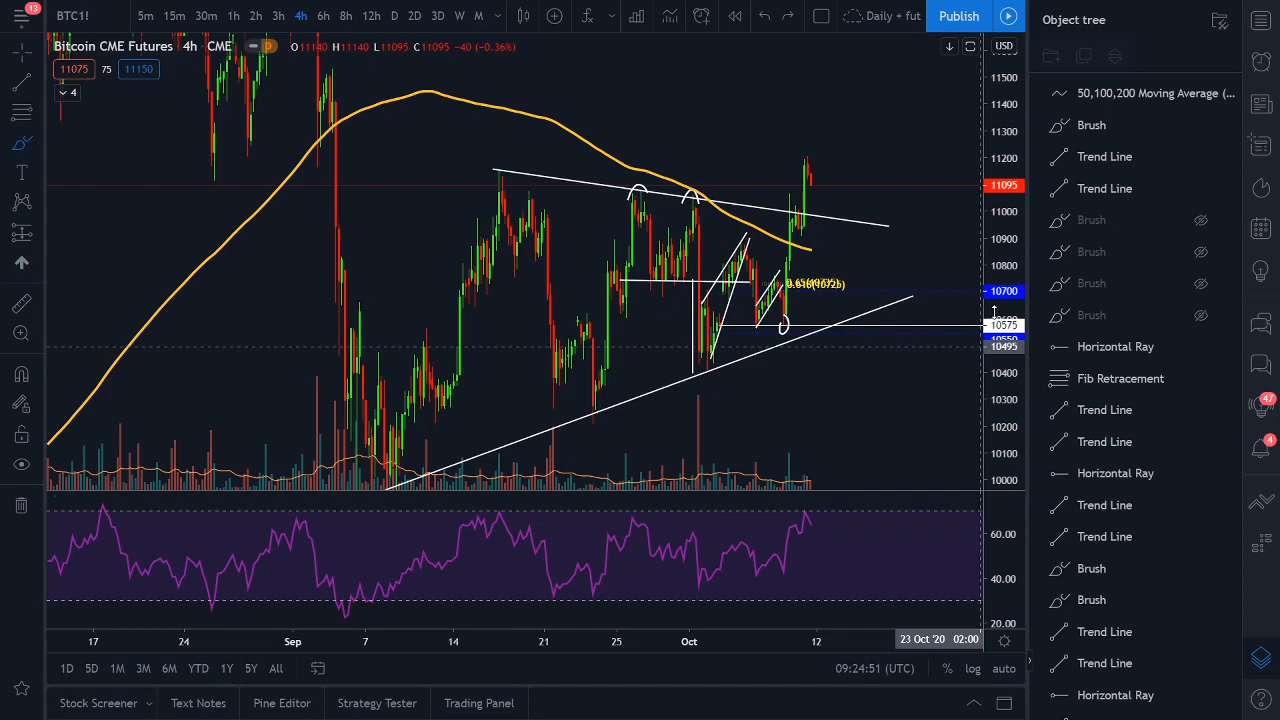 13
BTC1!
5m 15m 30m 1h 2h 3h 4h 6h 8h 12h D 2D 3D W M
Daily + fut
Publish
Object tree
Bitcoin CME Futures 4h CME D O11140 H11140 L11095 C11095 −40 (−0.36%)
USD
11075 75 11150
4
50,100,200 Moving Average (...
Brush
Trend Line
Trend Line
Brush
Brush
Brush
Brush
Horizontal Ray
Fib Retracement
Trend Line
Trend Line
Horizontal Ray
Trend Line
Trend Line
Brush
Brush
Trend Line
Trend Line
Horizontal Ray
11500
11400
11300
11200
11095
11000
10900
10800
10700
10575
10550
10495
10400
10300
10200
10100
10000
60.00
40.00
20.00
47
4
17 24 Sep 7 14 21 25 Oct 12
23 Oct '20 02:00
1D 5D 1M 3M 6M YTD 1Y 5Y All
09:24:51 (UTC) % log auto
Stock Screener Text Notes Pine Editor Strategy Tester Trading Panel